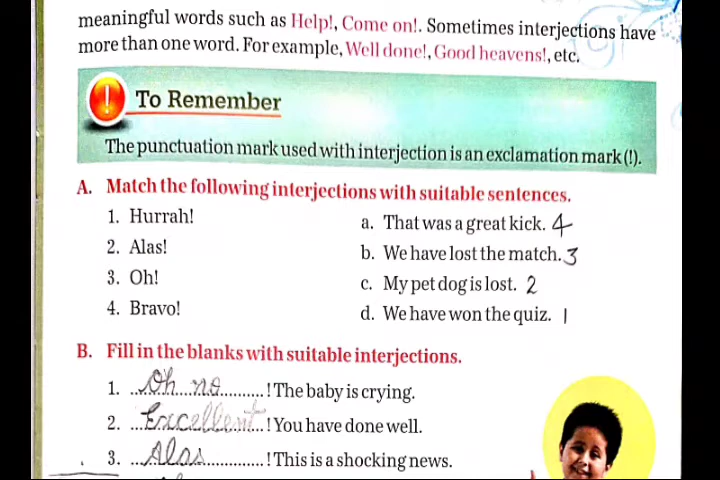 meaningful words such as Help!, Come on!. Sometimes interjections have
more than one word. For example, Well done!, Good heavens!, etc.
! To Remember
The punctuation mark used with interjection is an exclamation mark (!).
A. Match the following interjections with suitable sentences.
1. Hurrah! a. That was a great kick. 4
2. Alas! b. We have lost the match. 3
3. Oh! c. My pet dog is lost. 2
4. Bravo! d. We have won the quiz. 1
B. Fill in the blanks with suitable interjections.
1. ...Oh no...........! The baby is crying.
2. ...Excellent...! You have done well.
3. ...Alas..............! This is a shocking news.